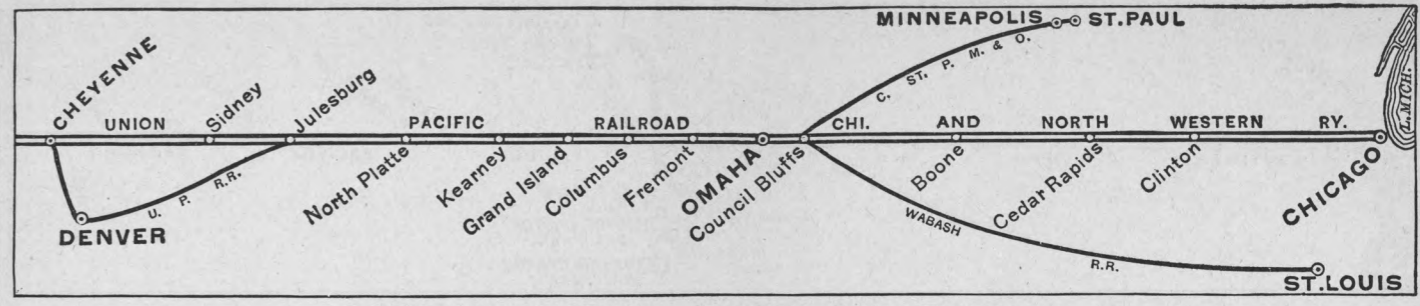 MINNEAPOLIS ST. PAUL
C. ST. P. M. & O.
L. MICH.
CHEYENNE
Sidney
Julesburg
UNION PACIFIC RAILROAD
CHI. AND NORTH WESTERN RY.
North Platte
Kearney
Grand Island
Columbus
Fremont
OMAHA
Council Bluffs
Boone
Cedar Rapids
Clinton
CHICAGO
U. P. R.R.
DENVER
WABASH R.R.
ST. LOUIS